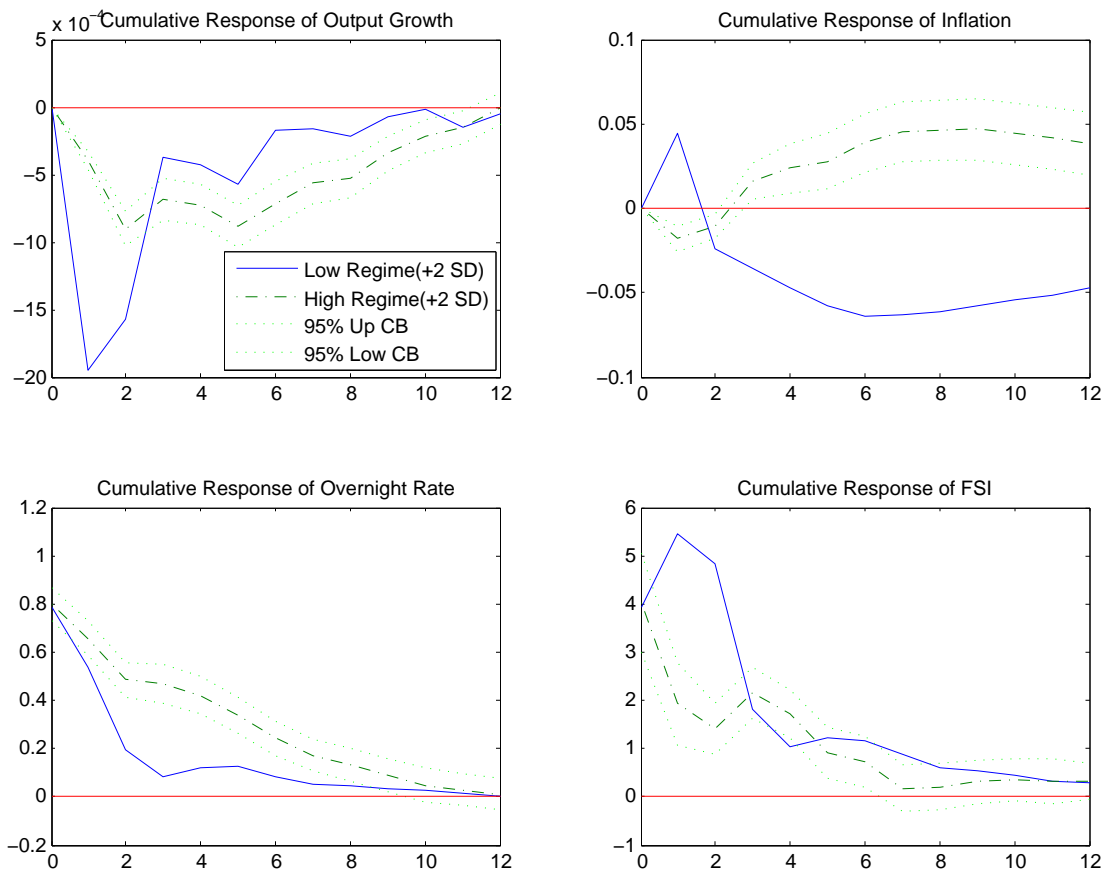 x 10⁻⁴
Cumulative Response of Output Growth
5
0
−5
−10
−15
−20
0 2 4 6 8 10 12
Low Regime(+2 SD)
High Regime(+2 SD)
95% Up CB
95% Low CB
Cumulative Response of Inflation
0.1
0.05
0
−0.05
−0.1
0 2 4 6 8 10 12
Cumulative Response of Overnight Rate
1.2
1
0.8
0.6
0.4
0.2
0
−0.2
0 2 4 6 8 10 12
Cumulative Response of FSI
6
5
4
3
2
1
0
−1
0 2 4 6 8 10 12